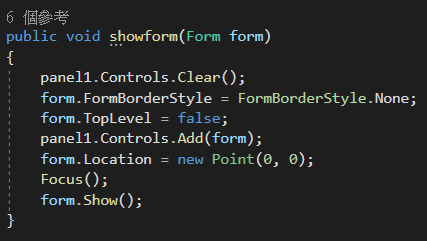 6 個參考
public void showform(Form form)
{
panel1.Controls.Clear();
form.FormBorderStyle = FormBorderStyle.None;
form.TopLevel = false;
panel1.Controls.Add(form);
form.Location = new Point(0, 0);
Focus();
form.Show();
}